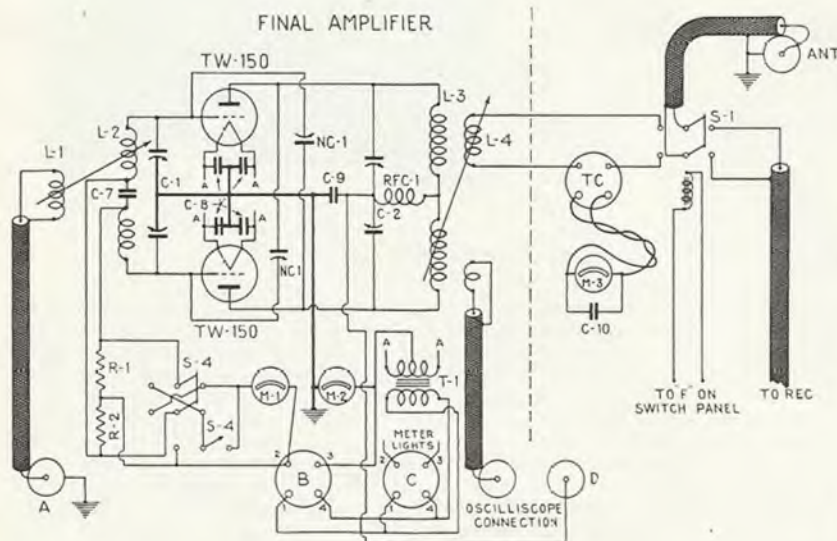 FINAL AMPLIFIER
TW-150
ANT
L-3
S-1
L-2
NC-1
L-1
L-4
C-9
RFC-1
C-7
C-1
A A
TC
C-8
A A
C-2
NC1
M-3
TW-150
C-10
A A
S-4
R-1
T-1
M-1
M-2
TO "F" ON
SWITCH PANEL
TO REC
R-2
S-4
METER
LIGHTS
2 3
2 3
B
C
D
A
1 4
1 4
OSCILLISCOPE
CONNECTION